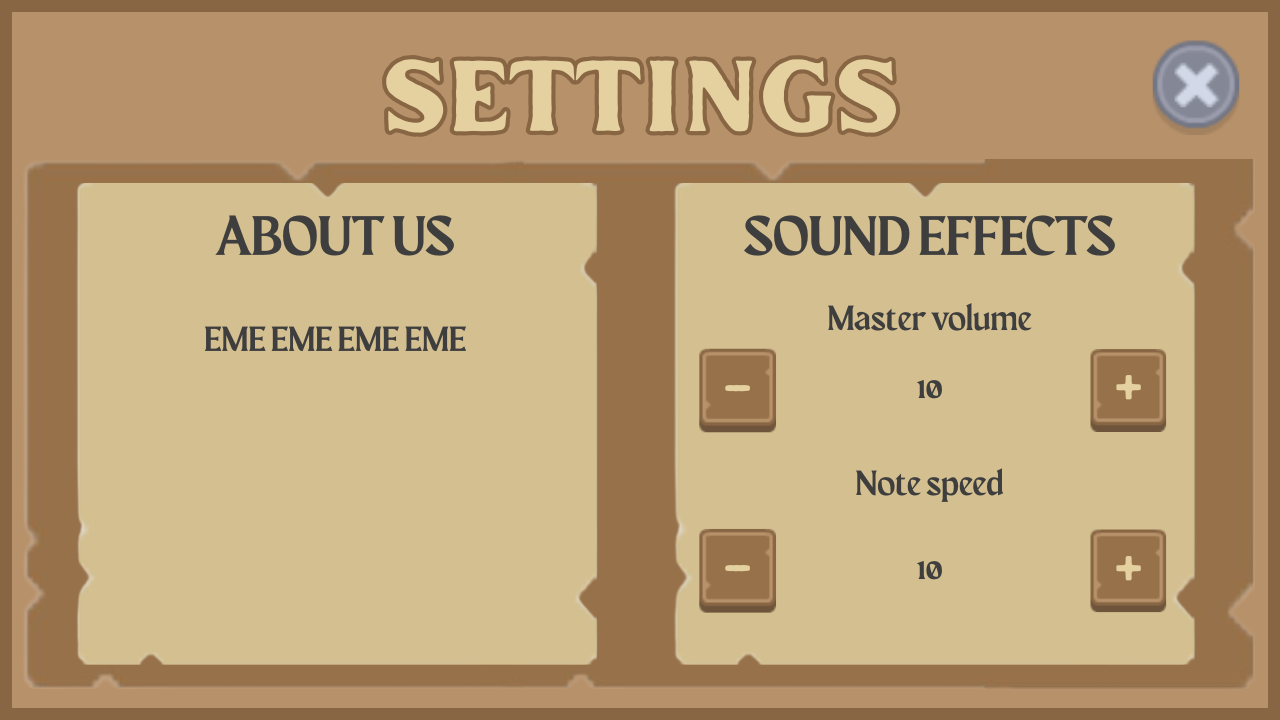 SETTINGS
ABOUT US
EME EME EME EME
SOUND EFFECTS
Master volume
− 10 +
Note speed
− 10 +